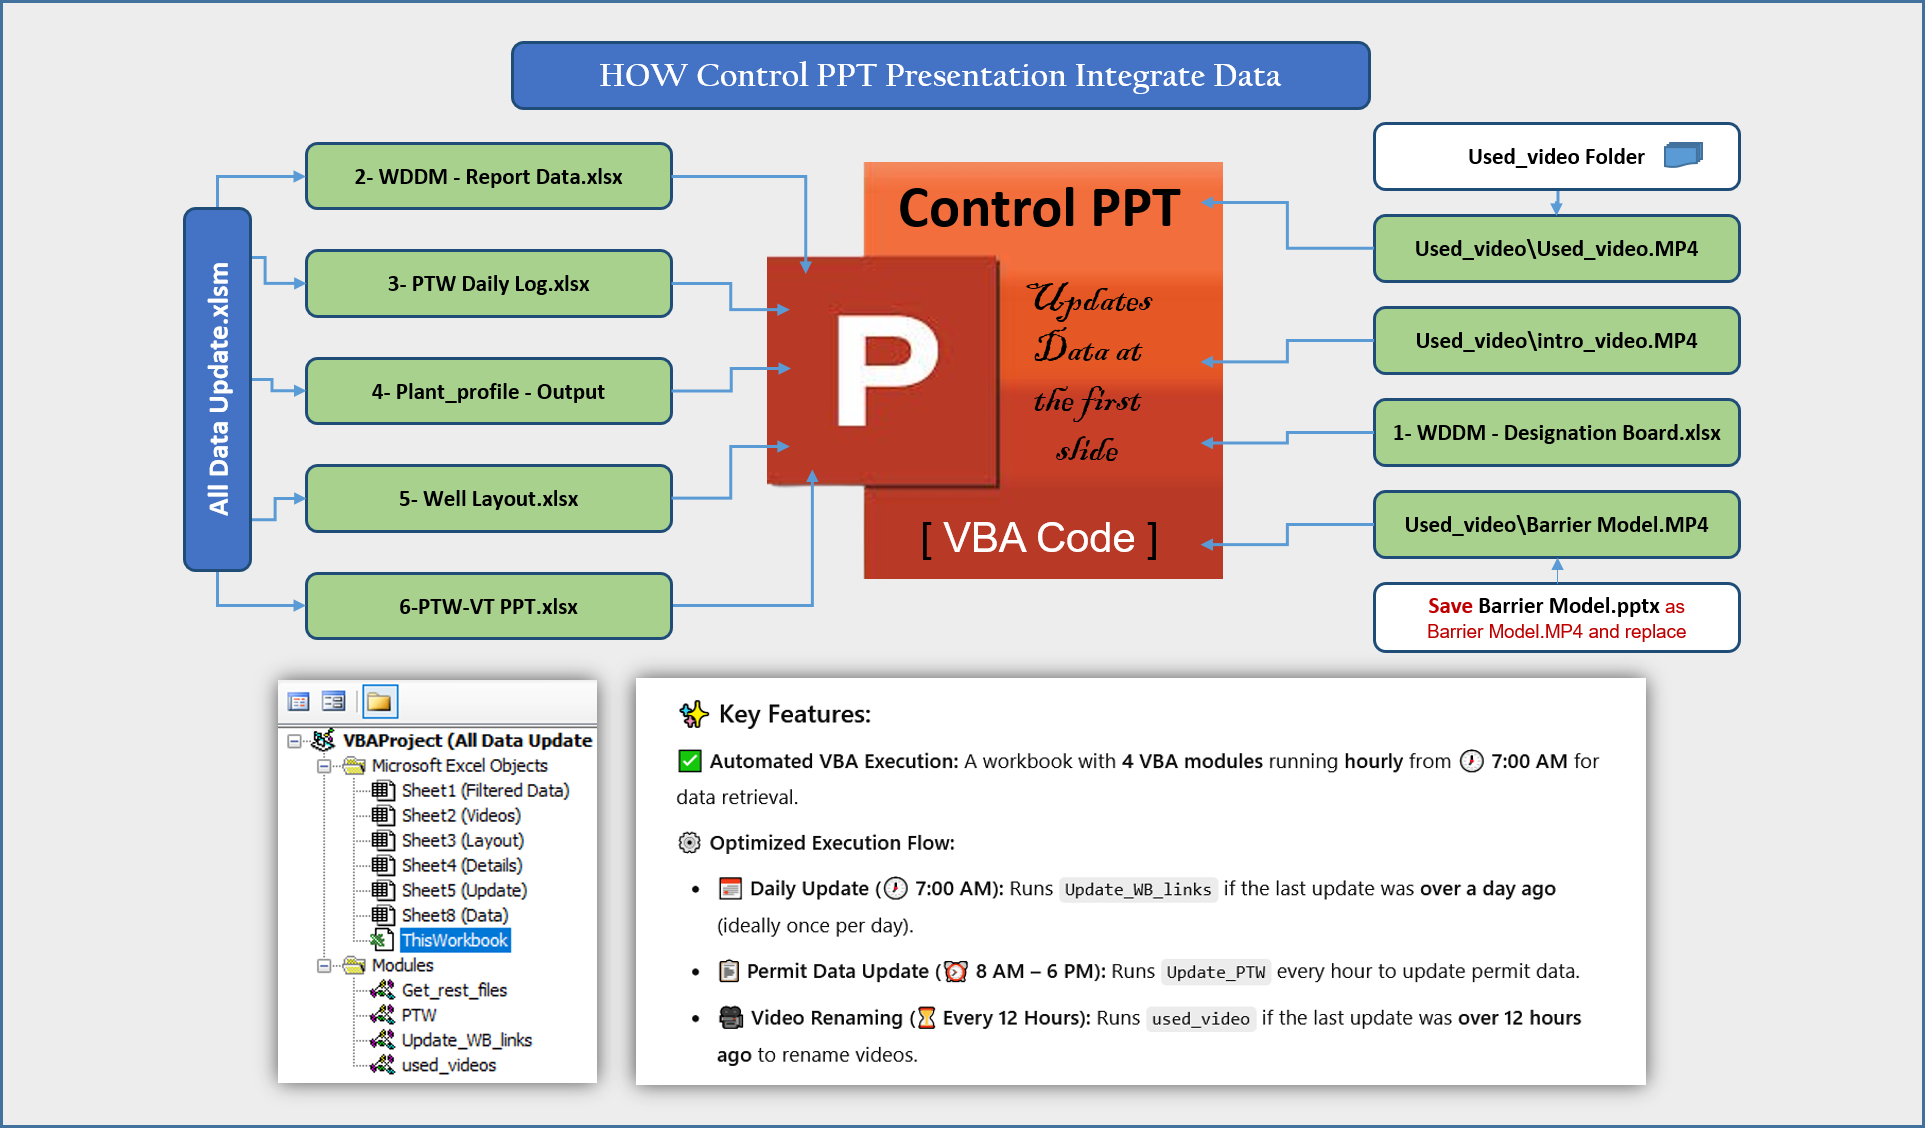 HOW Control PPT Presentation Integrate Data
All Data Update.xlsm
2- WDDM - Report Data.xlsx
3- PTW Daily Log.xlsx
4- Plant_profile - Output
5- Well Layout.xlsx
6-PTW-VT PPT.xlsx
Control PPT
P
Updates
Data at
the first
slide
[ VBA Code ]
Used_video Folder
Used_video\Used_video.MP4
Used_video\intro_video.MP4
1- WDDM - Designation Board.xlsx
Used_video\Barrier Model.MP4
Save Barrier Model.pptx as
Barrier Model.MP4 and replace
VBAProject (All Data Update
Microsoft Excel Objects
Sheet1 (Filtered Data)
Sheet2 (Videos)
Sheet3 (Layout)
Sheet4 (Details)
Sheet5 (Update)
Sheet8 (Data)
ThisWorkbook
Modules
Get_rest_files
PTW
Update_WB_links
used_videos
✨ Key Features:
✅ Automated VBA Execution: A workbook with 4 VBA modules running hourly from 🕖 7:00 AM for
data retrieval.
⚙️ Optimized Execution Flow:
• 📅 Daily Update (🕖 7:00 AM): Runs Update_WB_links if the last update was over a day ago
(ideally once per day).
• 📋 Permit Data Update (⏰ 8 AM – 6 PM): Runs Update_PTW every hour to update permit data.
• 🎥 Video Renaming (⏳ Every 12 Hours): Runs used_video if the last update was over 12 hours
ago to rename videos.